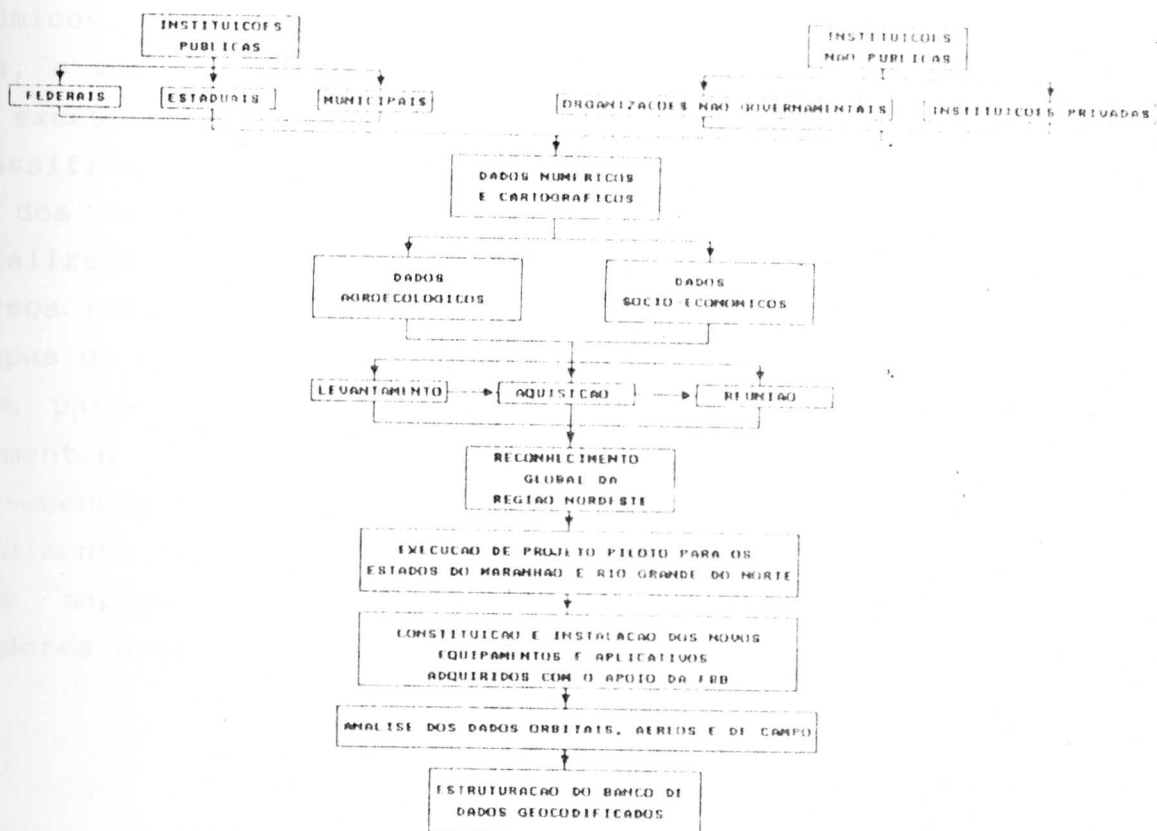 INSTITUICOES
PUBLICAS
INSTITUICOES
NAO PUBLICAS
FEDERAIS
ESTADUAIS
MUNICIPAIS
ORGANIZACOES NAO GOVERNAMENTAIS
INSTITUICOES PRIVADAS
DADOS NUMERICOS
E CARTOGRAFICOS
DADOS
AGROECOLOGICOS
DADOS
SOCIO-ECONOMICOS
LEVANTAMENTO
AQUISICAO
REUNIAO
RECONHECIMENTO
GLOBAL DA
REGIAO NORDESTE
EXECUCAO DE PROJETO PILOTO PARA OS
ESTADOS DO MARANHAO E RIO GRANDE DO NORTE
CONSTITUICAO E INSTALACAO DOS NOVOS
EQUIPAMENTOS E APLICATIVOS
ADQUIRIDOS COM O APOIO DA FBB
ANALISE DOS DADOS ORBITAIS, AEREOS E DE CAMPO
ESTRUTURACAO DO BANCO DE
DADOS GEOCODIFICADOS